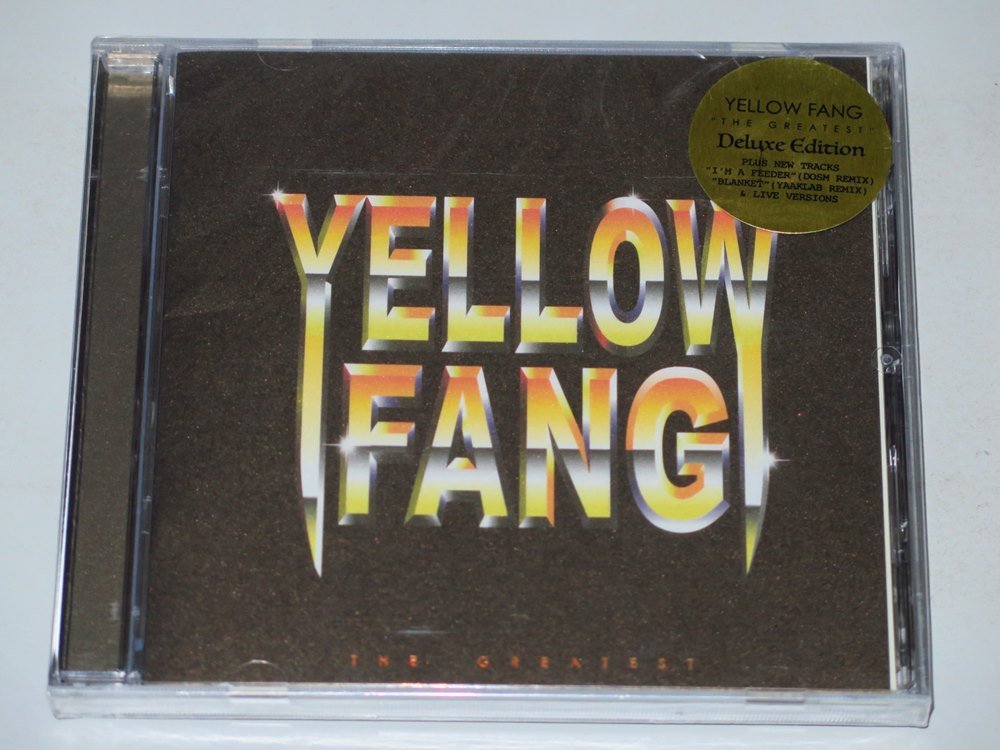 YELLOW FANG
"THE GREATEST"
Deluxe Edition
PLUS NEW TRACKS
"I'M A FEEDER"(DOSM REMIX)
"BLANKET"(YAAKLAB REMIX)
& LIVE VERSIONS
YELLOW
FANG
THE GREATEST